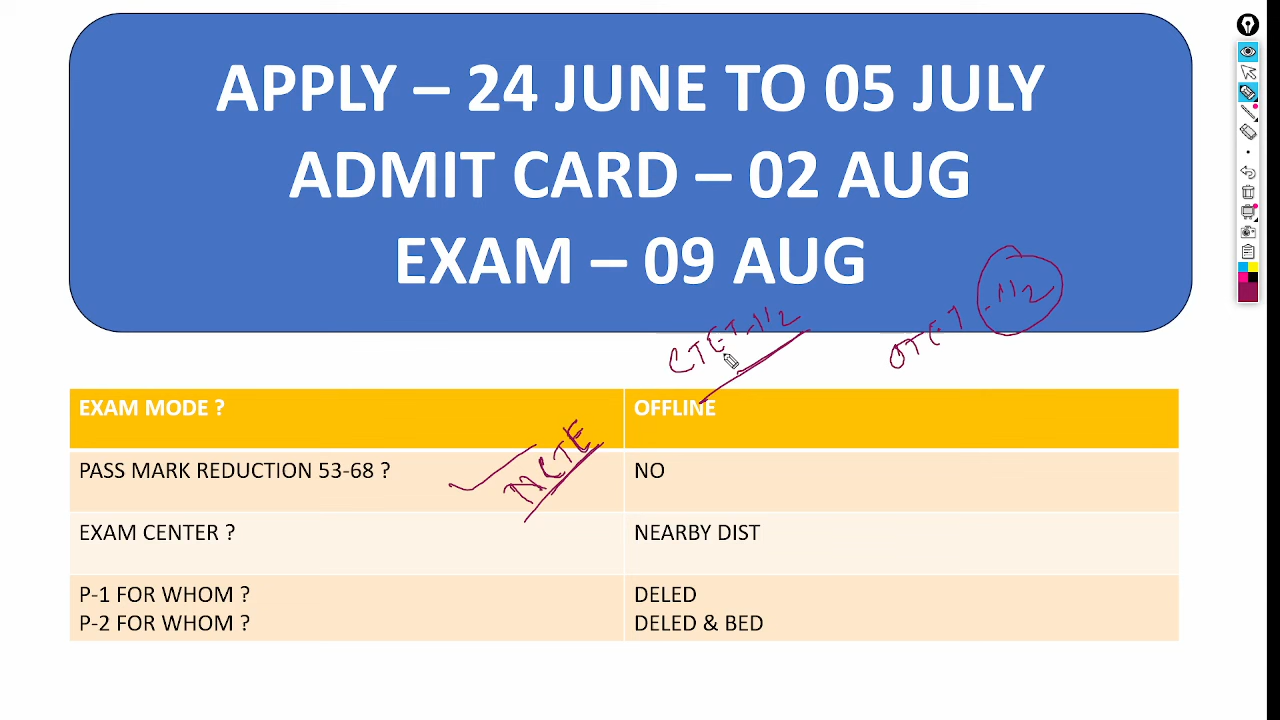 APPLY – 24 JUNE TO 05 JULY
ADMIT CARD – 02 AUG
EXAM – 09 AUG
CTET-1/2
OTET-1/2
EXAM MODE ? OFFLINE
NCTE
PASS MARK REDUCTION 53-68 ? NO
EXAM CENTER ? NEARBY DIST
P-1 FOR WHOM ? DELED
P-2 FOR WHOM ? DELED & BED